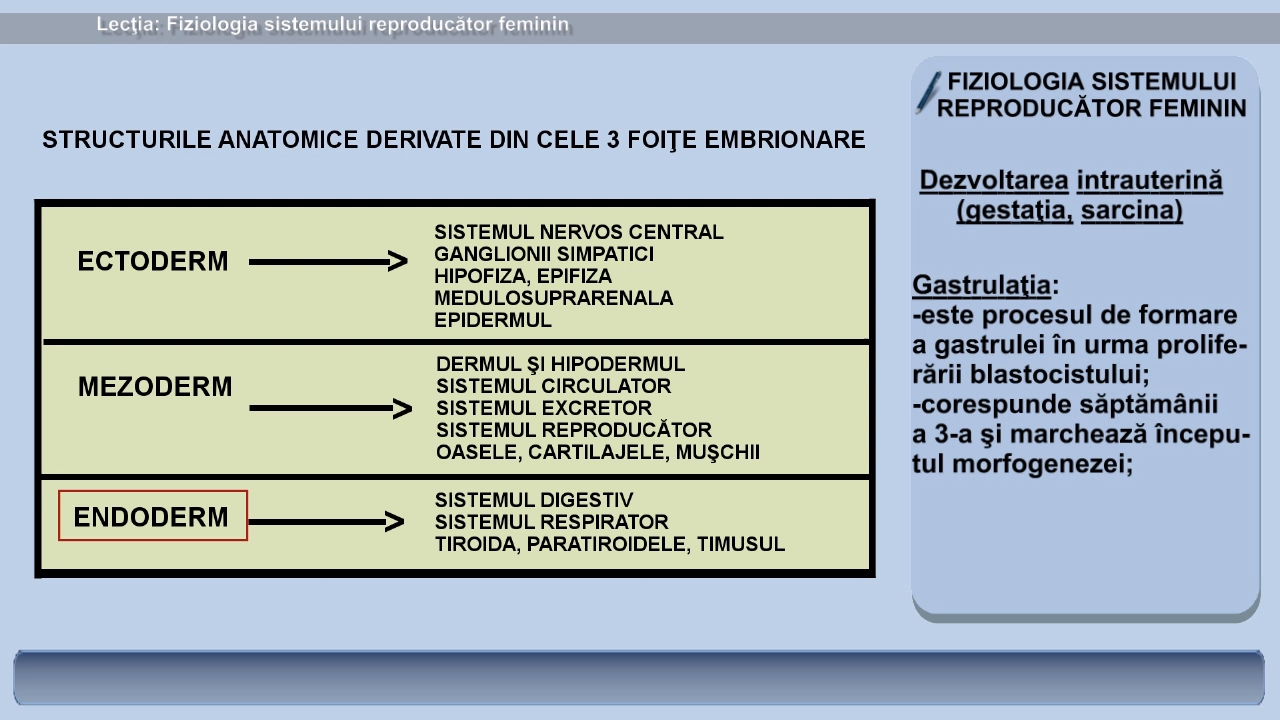 Lecţia: Fiziologia sistemului reproducător feminin
STRUCTURILE ANATOMICE DERIVATE DIN CELE 3 FOIŢE EMBRIONARE
ECTODERM
SISTEMUL NERVOS CENTRAL
GANGLIONII SIMPATICI
HIPOFIZA, EPIFIZA
MEDULOSUPRARENALA
EPIDERMUL
MEZODERM
DERMUL ŞI HIPODERMUL
SISTEMUL CIRCULATOR
SISTEMUL EXCRETOR
SISTEMUL REPRODUCĂTOR
OASELE, CARTILAJELE, MUŞCHII
ENDODERM
SISTEMUL DIGESTIV
SISTEMUL RESPIRATOR
TIROIDA, PARATIROIDELE, TIMUSUL
FIZIOLOGIA SISTEMULUI
REPRODUCĂTOR FEMININ
Dezvoltarea intrauterină
(gestaţia, sarcina)
Gastrulaţia:
-este procesul de formare
a gastrulei în urma prolife-
rării blastocistului;
-corespunde săptămânii
a 3-a şi marchează începu-
tul morfogenezei;